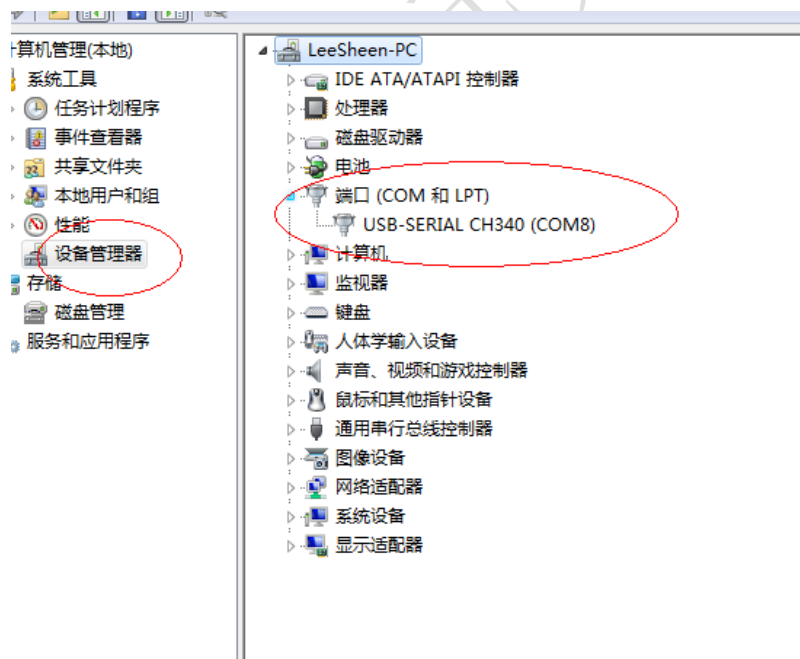 计算机管理(本地)
系统工具
任务计划程序
事件查看器
共享文件夹
本地用户和组
性能
设备管理器
存储
磁盘管理
服务和应用程序
LeeSheen-PC
IDE ATA/ATAPI 控制器
处理器
磁盘驱动器
电池
端口 (COM 和 LPT)
USB-SERIAL CH340 (COM8)
计算机
监视器
键盘
人体学输入设备
声音、视频和游戏控制器
鼠标和其他指针设备
通用串行总线控制器
图像设备
网络适配器
系统设备
显示适配器